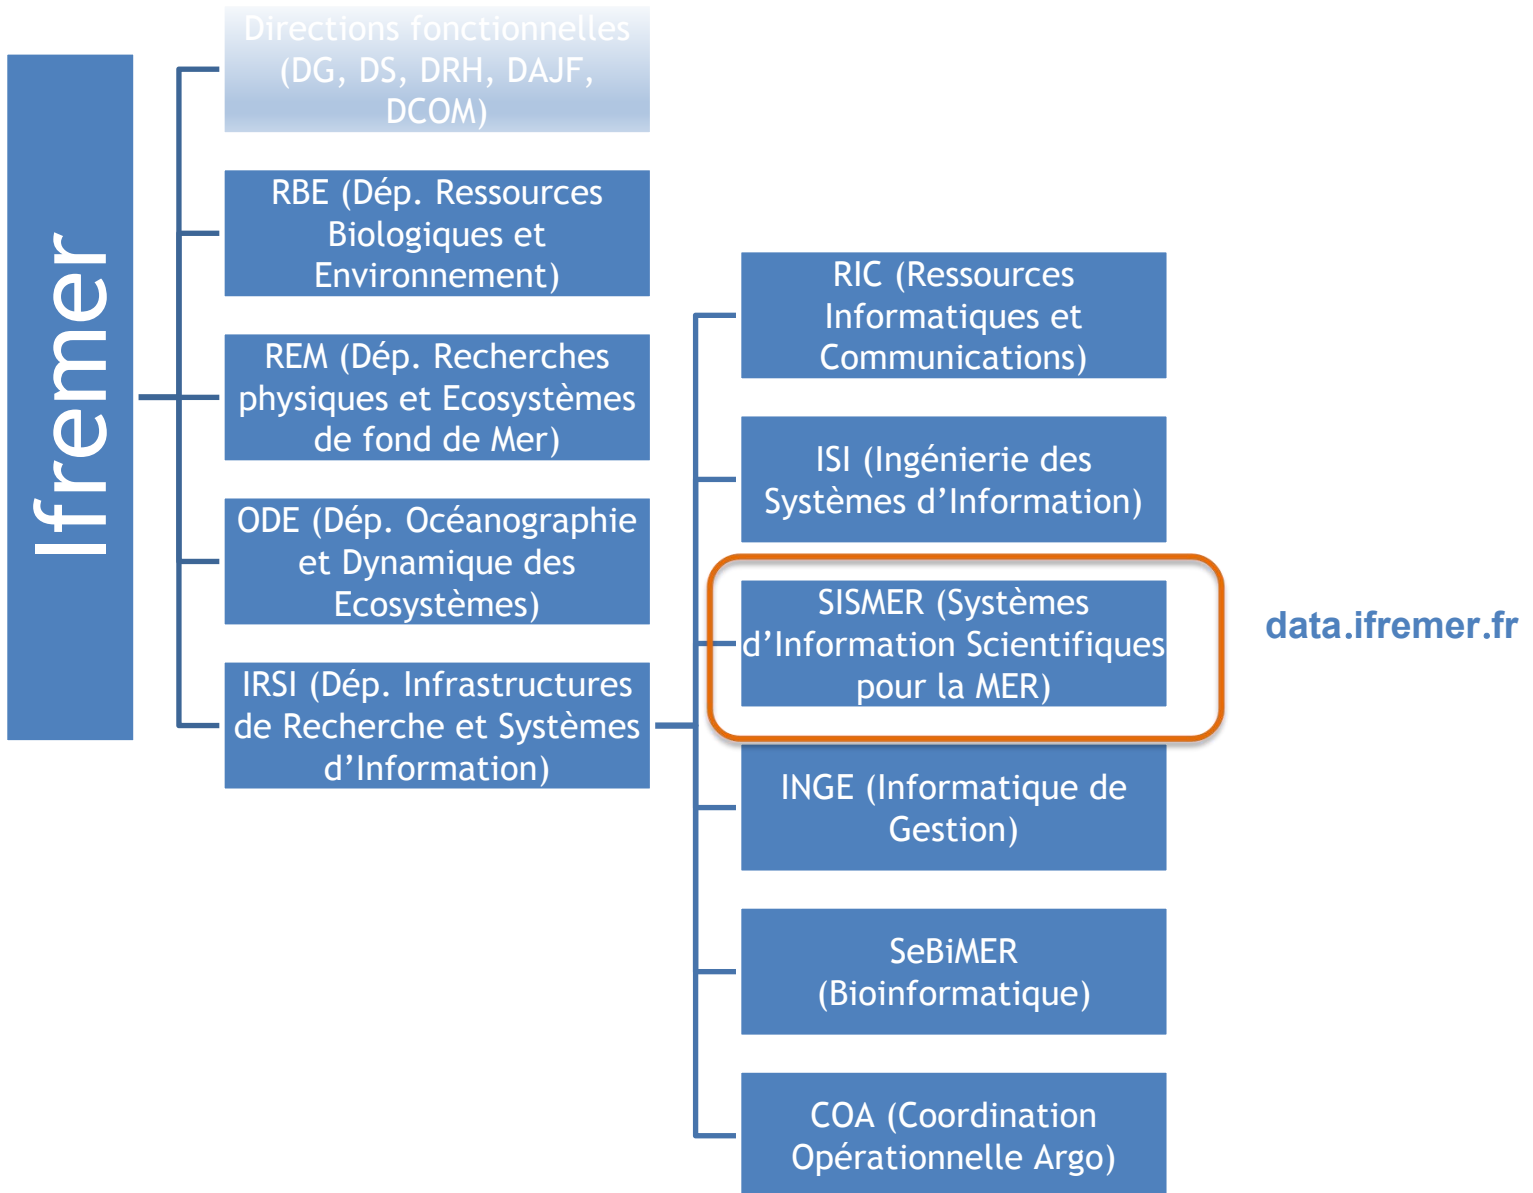 Ifremer
Directions fonctionnelles
(DG, DS, DRH, DAJF,
DCOM)
RBE (Dép. Ressources
Biologiques et
Environnement)
REM (Dép. Recherches
physiques et Ecosystèmes
de fond de Mer)
ODE (Dép. Océanographie
et Dynamique des
Ecosystèmes)
IRSI (Dép. Infrastructures
de Recherche et Systèmes
d’Information)
RIC (Ressources
Informatiques et
Communications)
ISI (Ingénierie des
Systèmes d’Information)
SISMER (Systèmes
d’Information Scientifiques
pour la MER)
data.ifremer.fr
INGE (Informatique de
Gestion)
SeBiMER
(Bioinformatique)
COA (Coordination
Opérationnelle Argo)